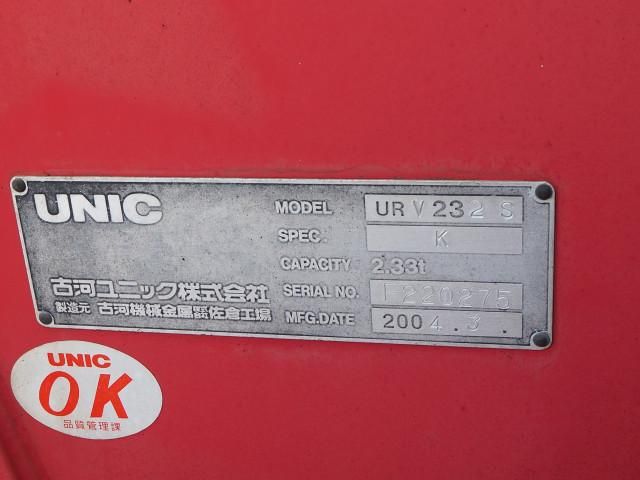 UNIC
MODEL URV232S
SPEC. K
CAPACITY 2.33t
古河ユニック株式会社
SERIAL NO. F220275
製造元 古河機械金属株式会社佐倉工場
MFG.DATE 2004.3.
UNIC
OK
品質管理課